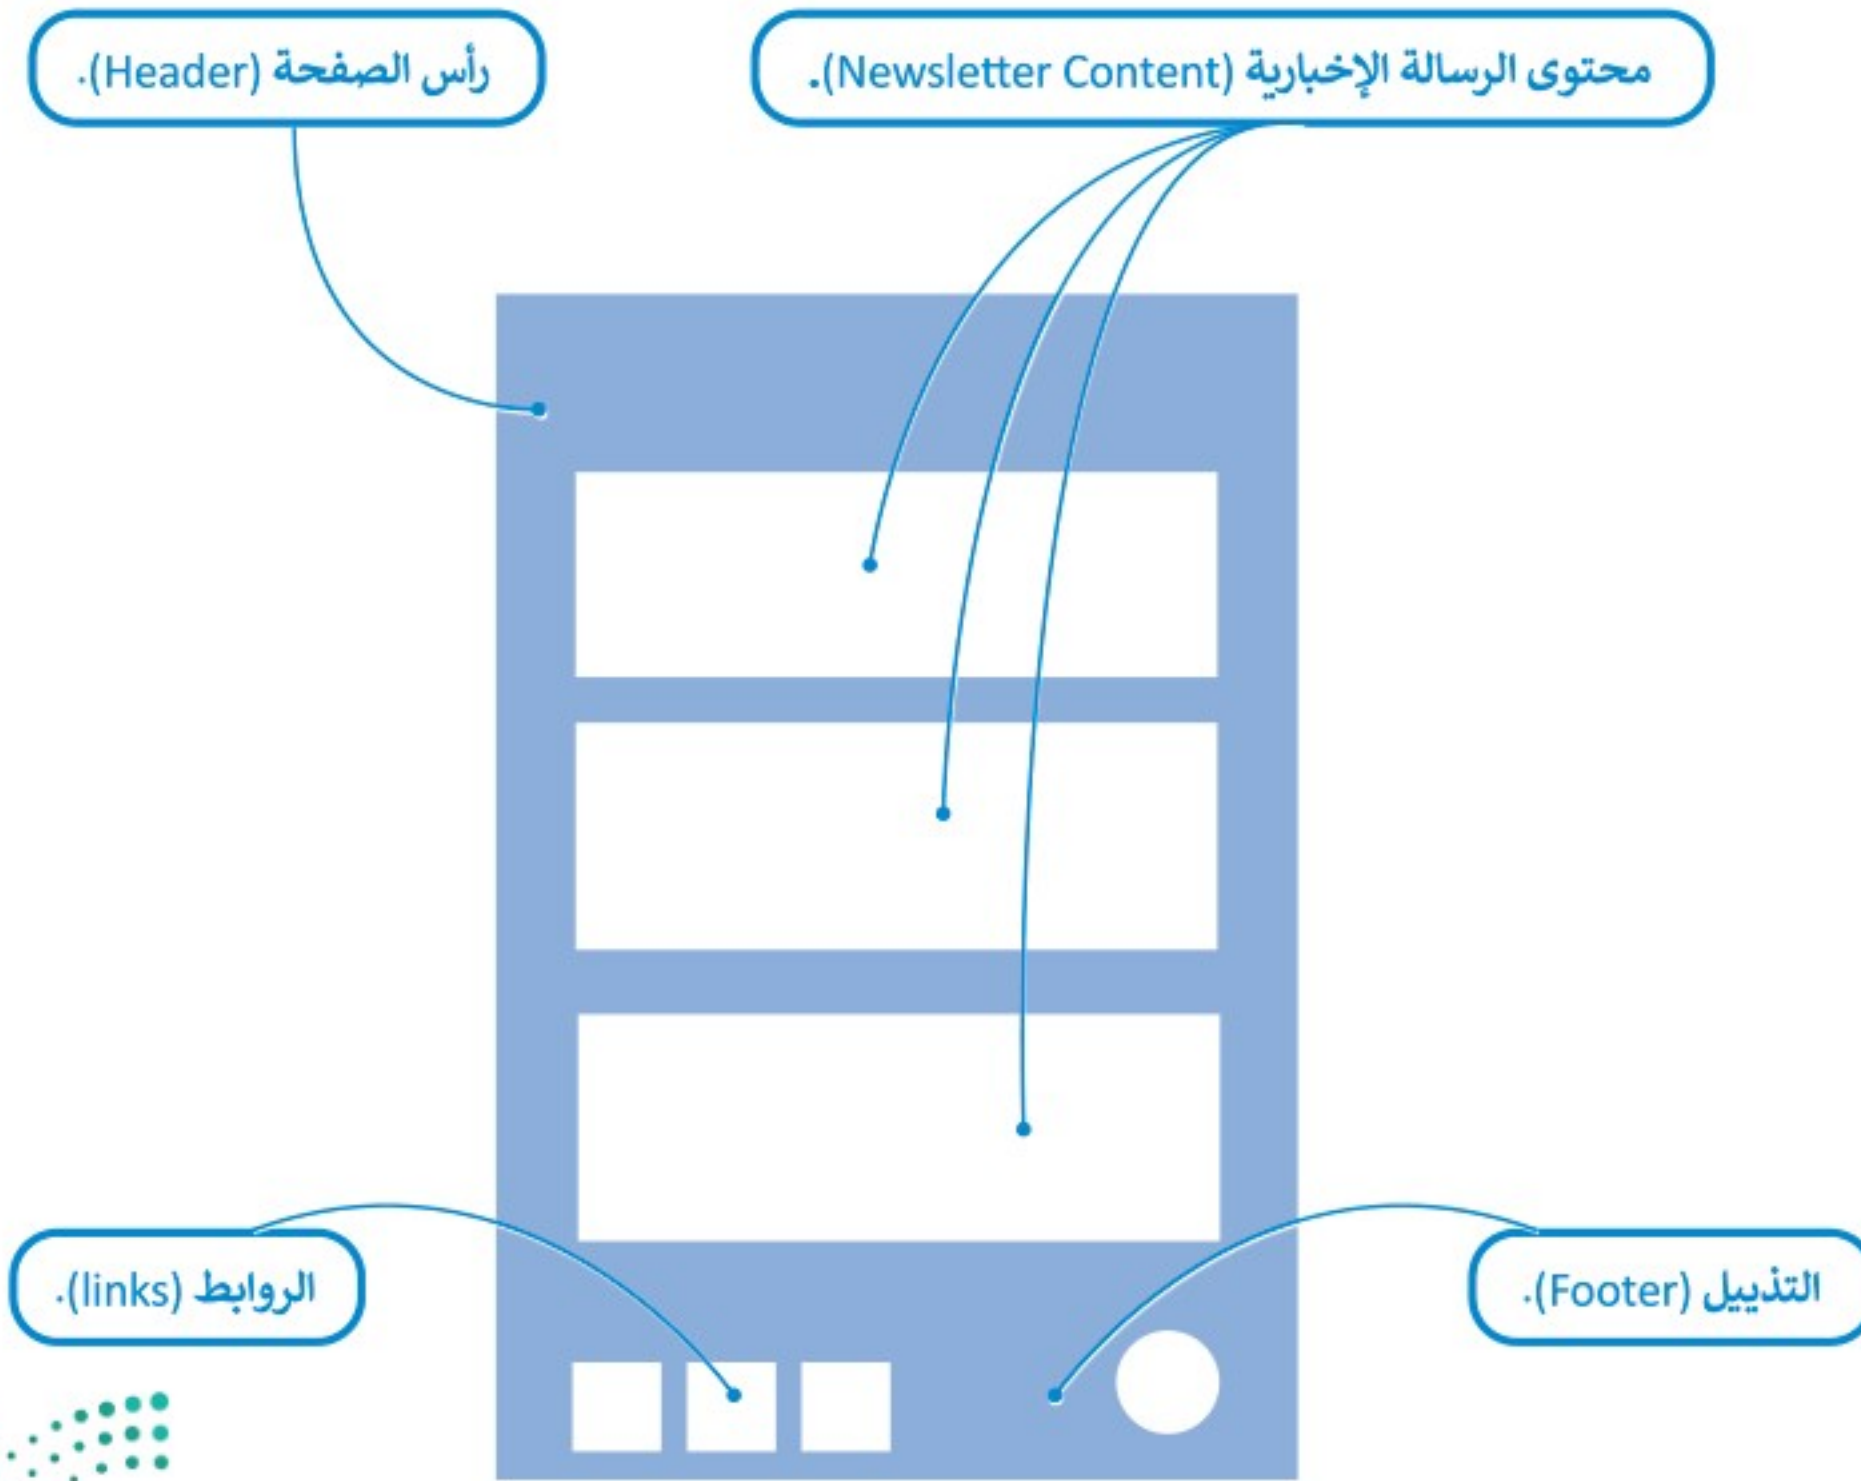 محتوى الرسالة الإخبارية (Newsletter Content).
رأس الصفحة (Header).
التذييل (Footer).
الروابط (links).